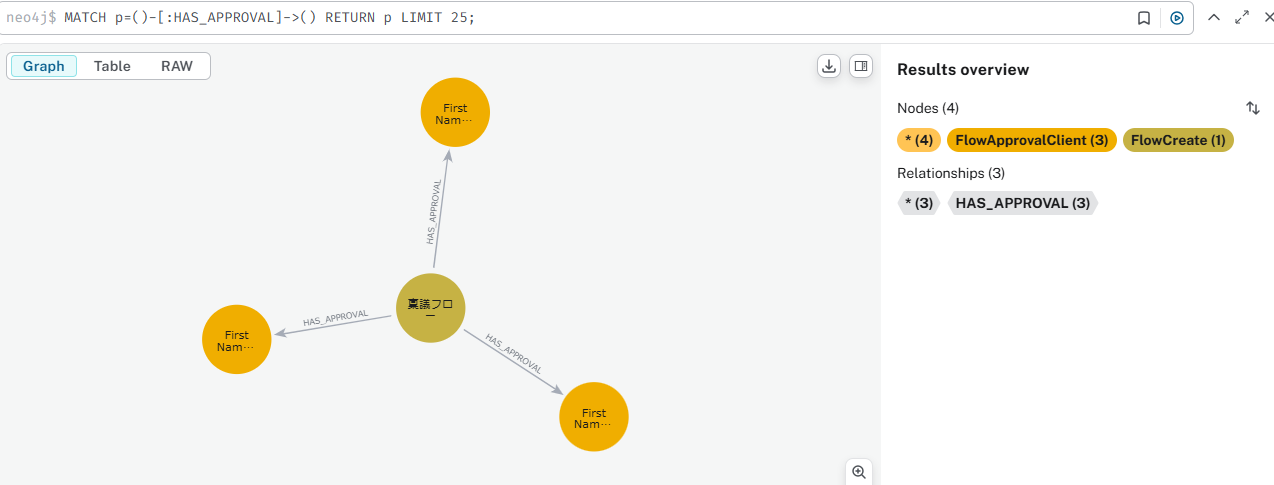 neo4j$ MATCH p=()-[:HAS_APPROVAL]->() RETURN p LIMIT 25;
Graph Table RAW
Results overview
Nodes (4)
* (4) FlowApprovalClient (3) FlowCreate (1)
Relationships (3)
* (3) HAS_APPROVAL (3)
First
Nam…
HAS_APPROVAL
稟議フロ
ー
HAS_APPROVAL
First
Nam…
HAS_APPROVAL
First
Nam…